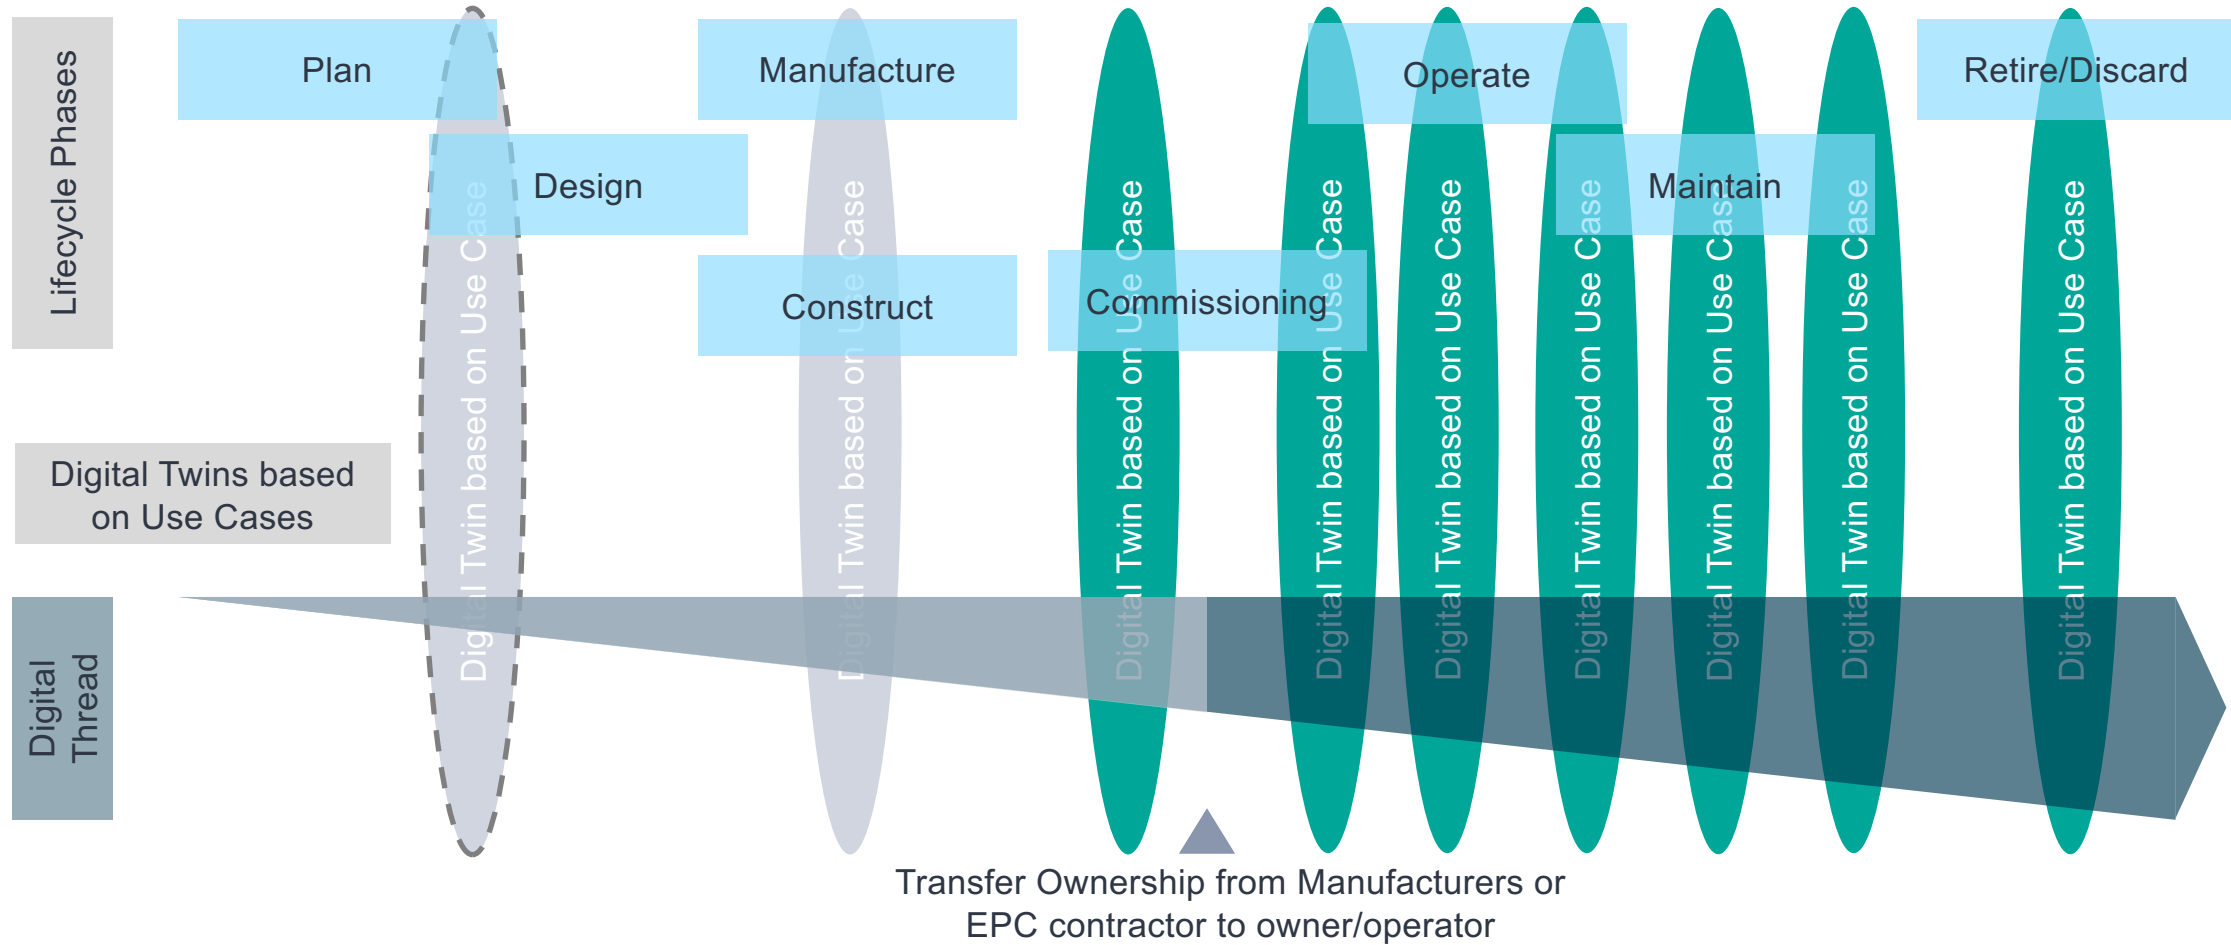 Lifecycle Phases
Plan
Design
Manufacture
Construct
Commissioning
Operate
Maintain
Retire/Discard
Digital Twins based
on Use Cases
Digital Twin based on Use Case
Digital Twin based on Use Case
Digital Twin based on Use Case
Digital Twin based on Use Case
Digital Twin based on Use Case
Digital Twin based on Use Case
Digital Twin based on Use Case
Digital Twin based on Use Case
Digital Twin based on Use Case
Digital
Thread
Transfer Ownership from Manufacturers or
EPC contractor to owner/operator